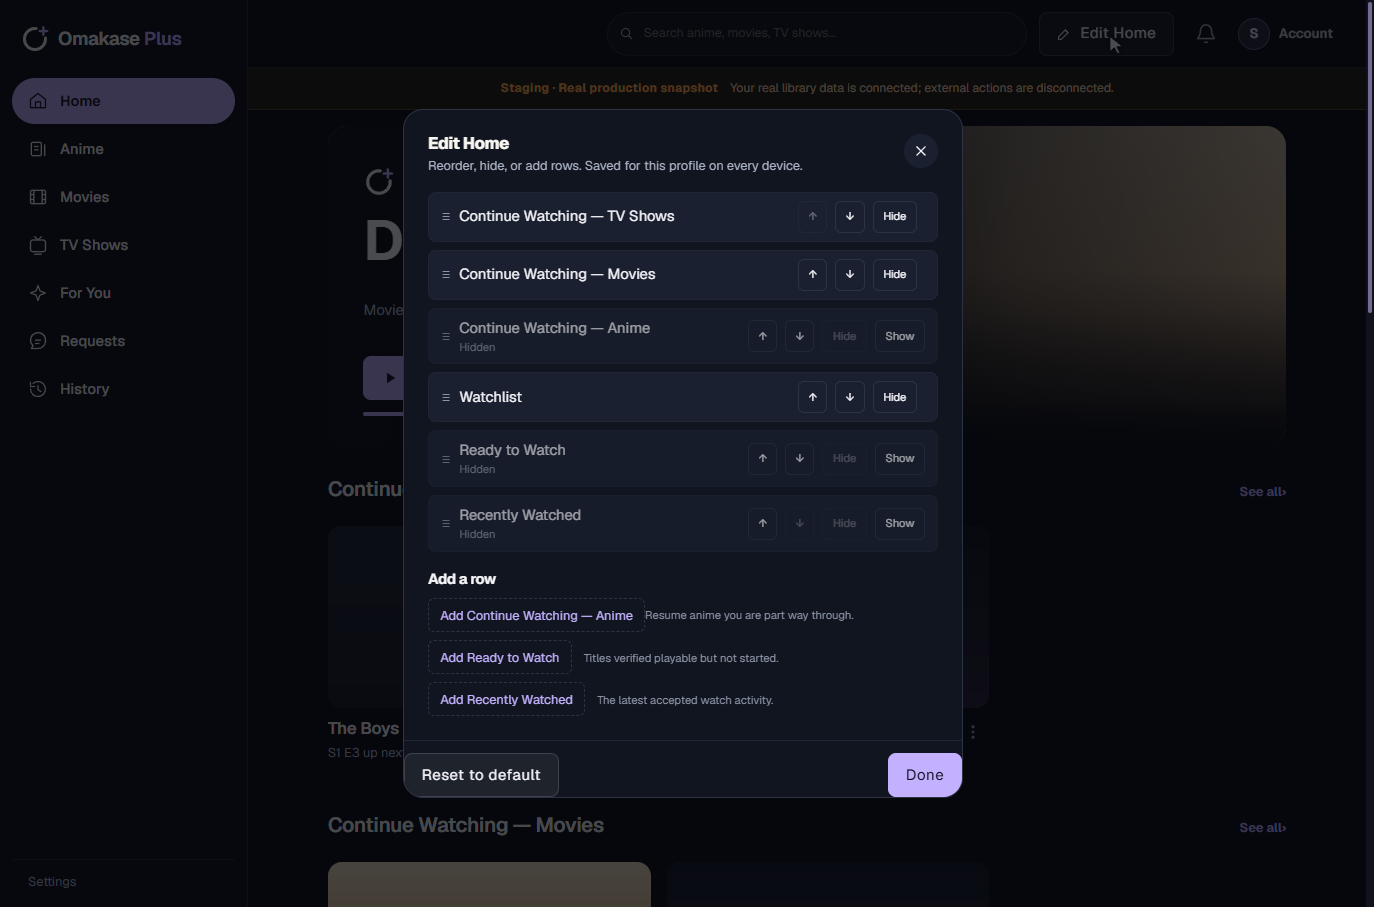 Omakase Plus
Search anime, movies, TV shows...
Edit Home
S
Account
Home
Anime
Movies
TV Shows
For You
Requests
History
Settings
Staging · Real production snapshot Your real library data is connected; external actions are disconnected.
D
Movie
Edit Home
Reorder, hide, or add rows. Saved for this profile on every device.
Continue Watching — TV Shows
Hide
Continue Watching — Movies
Hide
Continue Watching — Anime
Hidden
Hide
Show
Watchlist
Hide
Ready to Watch
Hidden
Hide
Show
Recently Watched
Hidden
Hide
Show
Add a row
Add Continue Watching — Anime Resume anime you are part way through.
Add Ready to Watch Titles verified playable but not started.
Add Recently Watched The latest accepted watch activity.
Reset to default
Done
Continu
See all›
The Boys
S1 E3 up nex
Continue Watching — Movies
See all›